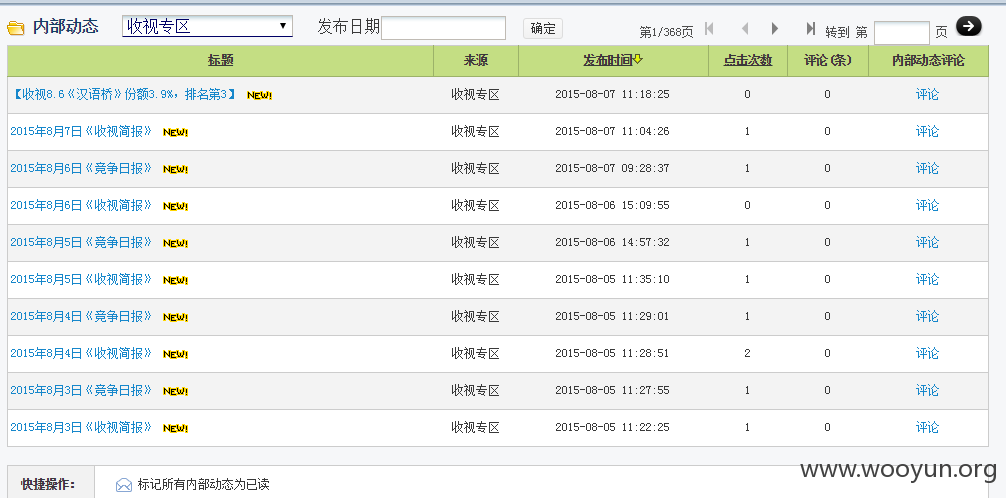 内部动态 收视专区 发布日期 确定 第1/368页 转到 第 页
标题 来源 发布时间 点击次数 评论(条) 内部动态评论
【收视8.6《汉语桥》份额3.9%，排名第3】 NEW! 收视专区 2015-08-07 11:18:25 0 0 评论
2015年8月7日《收视简报》 NEW! 收视专区 2015-08-07 11:04:26 1 0 评论
2015年8月6日《竟争日报》 NEW! 收视专区 2015-08-07 09:28:37 1 0 评论
2015年8月6日《收视简报》 NEW! 收视专区 2015-08-06 15:09:55 0 0 评论
2015年8月5日《竟争日报》 NEW! 收视专区 2015-08-06 14:57:32 1 0 评论
2015年8月5日《收视简报》 NEW! 收视专区 2015-08-05 11:35:10 1 0 评论
2015年8月4日《竟争日报》 NEW! 收视专区 2015-08-05 11:29:01 1 0 评论
2015年8月4日《收视简报》 NEW! 收视专区 2015-08-05 11:28:51 2 0 评论
2015年8月3日《竟争日报》 NEW! 收视专区 2015-08-05 11:27:55 1 0 评论
2015年8月3日《收视简报》 NEW! 收视专区 2015-08-05 11:22:25 1 0 评论
www.wooyun.org
快捷操作： 标记所有内部动态为已读